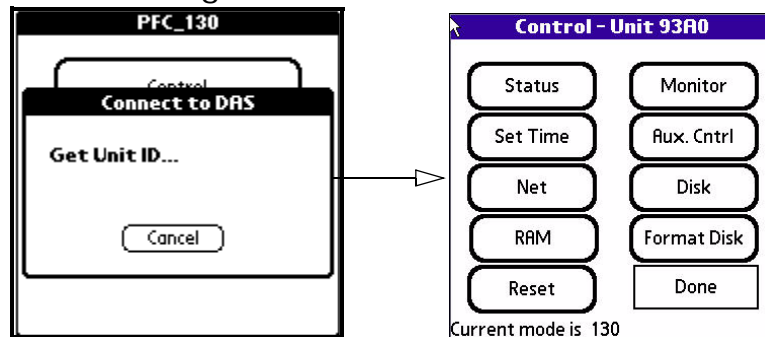 PFC_130
Control
Connect to DAS
Get Unit ID...
Cancel
Control - Unit 93A0
Status
Monitor
Set Time
Aux. Cntrl
Net
Disk
RAM
Format Disk
Reset
Done
Current mode is 130